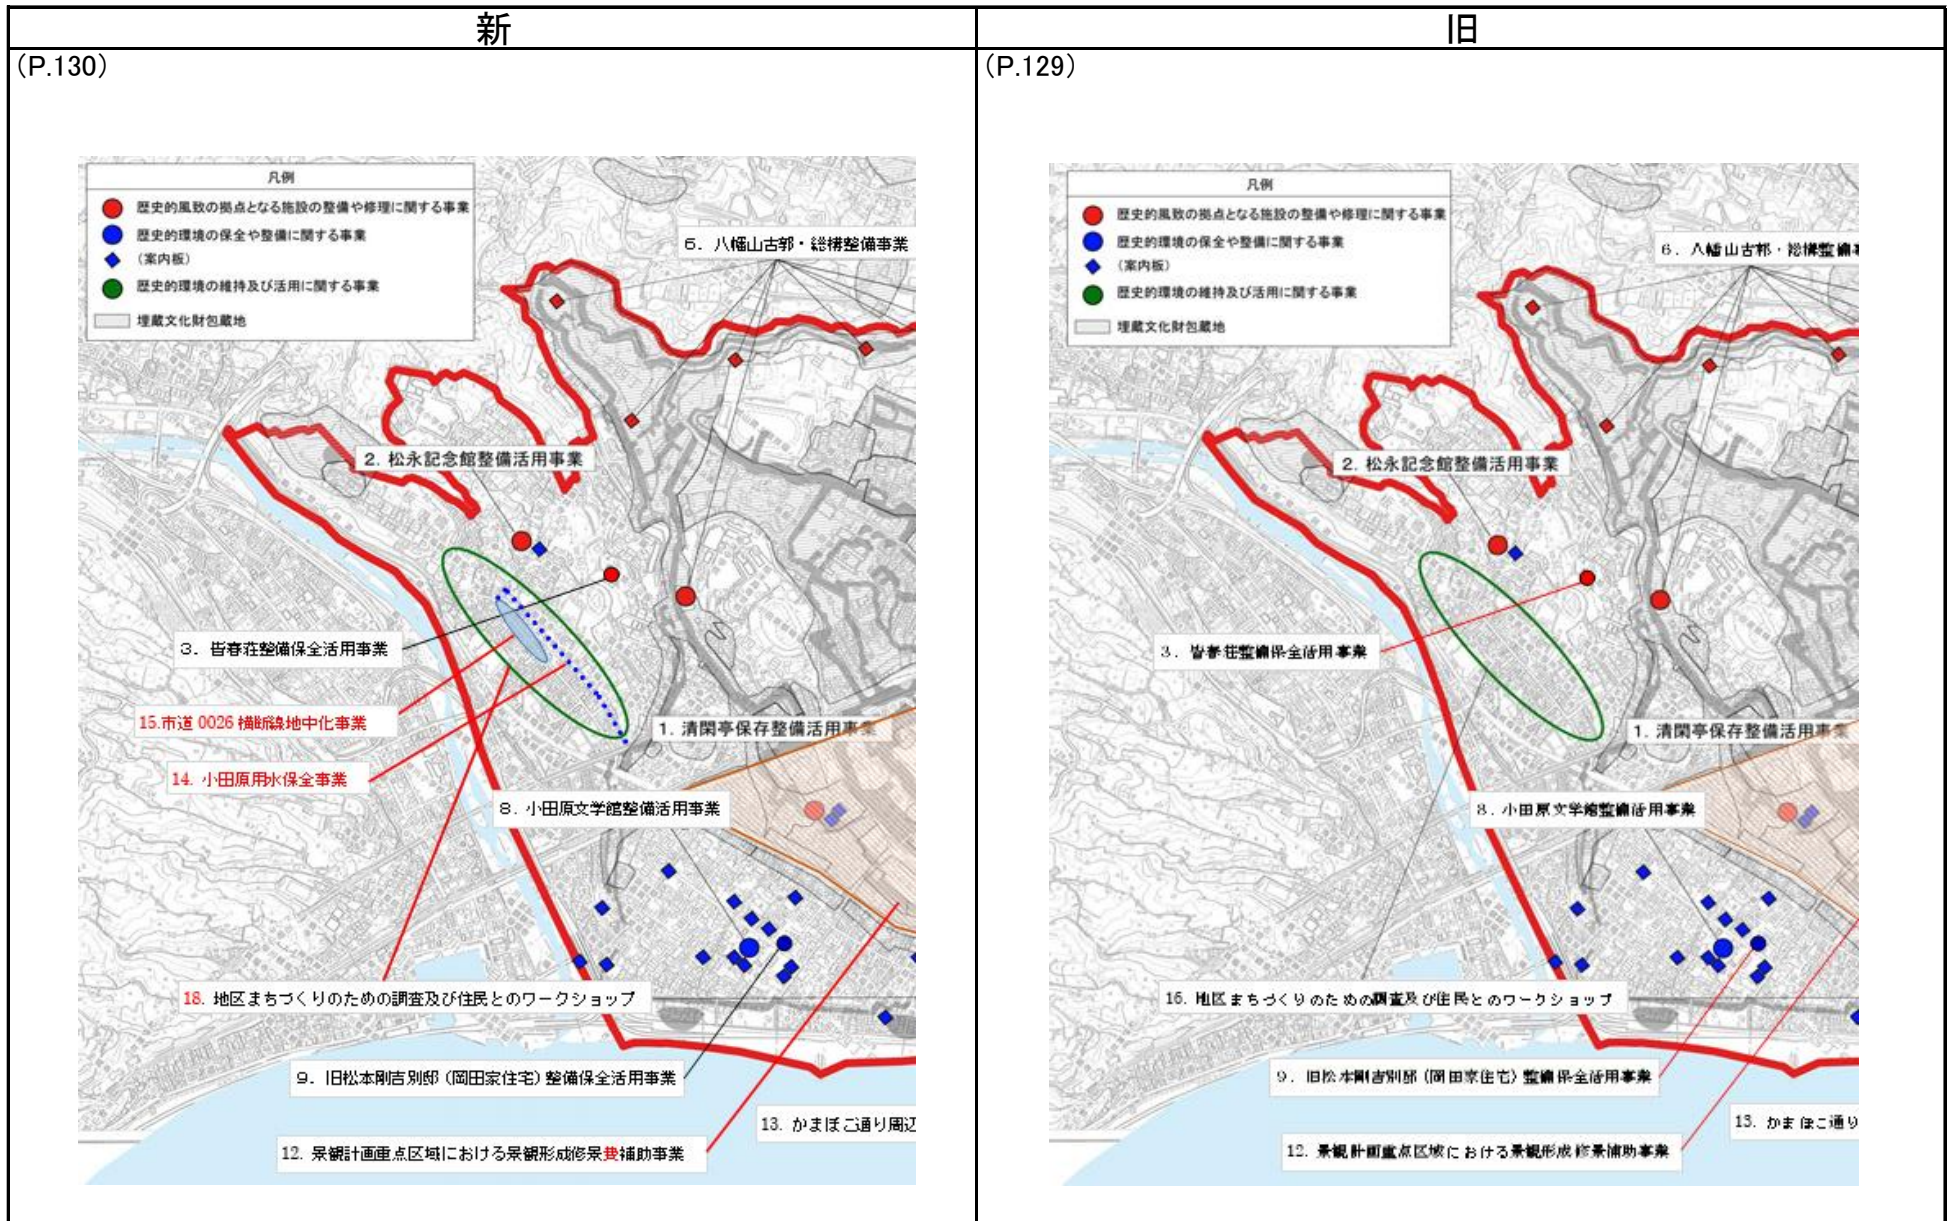 新
旧
(P.130)
凡例
歴史的風致の拠点となる施設の整備や修理に関する事業
歴史的環境の保全や整備に関する事業
(案内板)
歴史的環境の維持及び活用に関する事業
埋蔵文化財包蔵地
6. 八幡山古郭・総構整備事業
2. 松永記念館整備活用事業
3. 皆春荘整備保全活用事業
15.市道 0026 横断線地中化事業
1. 清閑亭保存整備活用事業
14. 小田原用水保全事業
8. 小田原文学館整備活用事業
18. 地区まちづくりのための調査及び住民とのワークショップ
9. 旧松本剛吉別邸（岡田家住宅）整備保全活用事業
13. かまぼこ通り周辺
12. 景観計画重点区域における景観形成修景費補助事業
(P.129)
凡例
歴史的風致の拠点となる施設の整備や修理に関する事業
歴史的環境の保全や整備に関する事業
(案内板)
歴史的環境の維持及び活用に関する事業
埋蔵文化財包蔵地
6. 八幡山古郭・総構整備事
2. 松永記念館整備活用事業
3. 皆春荘整備保全活用事業
1. 清閑亭保存整備活用事業
8. 小田原文学館整備活用事業
16. 地区まちづくりのための調査及び住民とのワークショップ
9. 旧松本剛吉別邸（岡田家住宅）整備保全活用事業
13. かまぼこ通り
12. 景観計画重点区域における景観形成修景補助事業